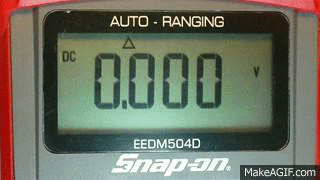 AUTO - RANGING
DC
0.000 V
EEDM504D
Snap-on®
MakeAGIF.com